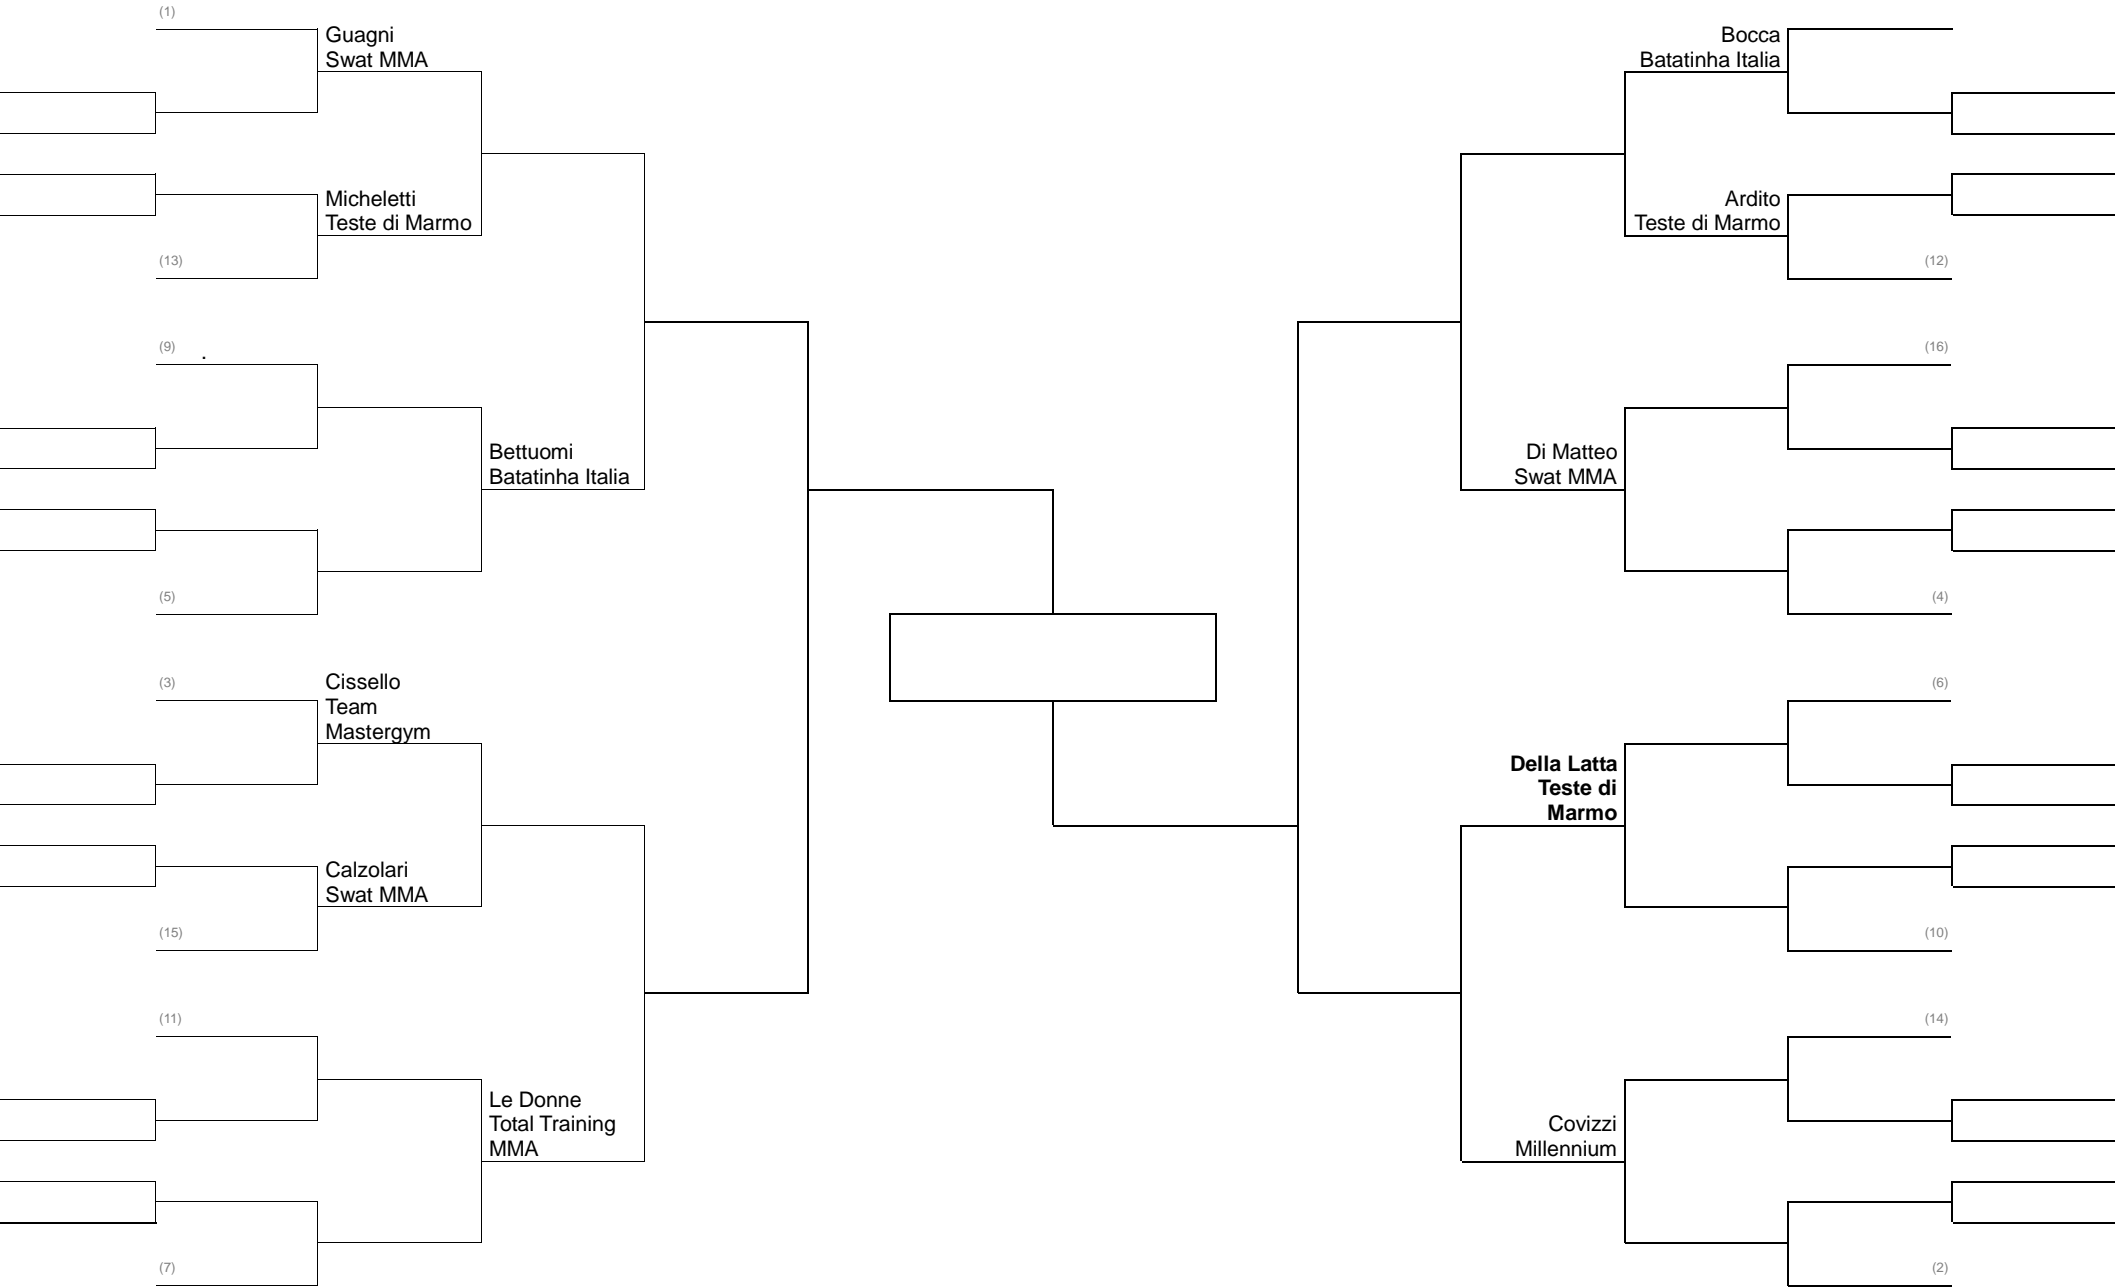 (1)
Guagni
Swat MMA
Micheletti
Teste di Marmo
(13)
(9) .
Bettuomi
Batatinha Italia
(5)
(3)
Cissello
Team
Mastergym
Calzolari
Swat MMA
(15)
(11)
Le Donne
Total Training
MMA
(7)
Bocca
Batatinha Italia
Ardito
Teste di Marmo
(12)
(16)
Di Matteo
Swat MMA
(4)
(6)
Della Latta
Teste di
Marmo
(10)
(14)
Covizzi
Millennium
(2)